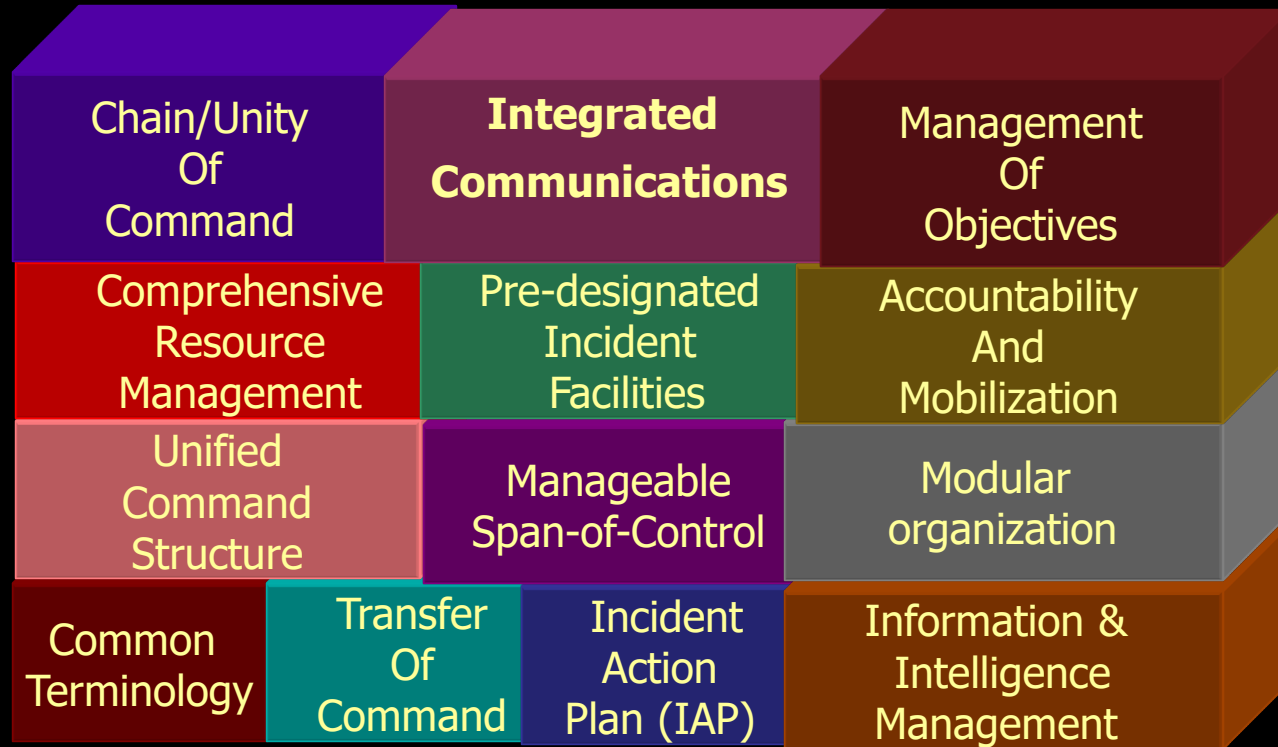 Chain/Unity
Of
Command
Integrated
Communications
Management
Of
Objectives
Comprehensive
Resource
Management
Pre-designated
Incident
Facilities
Accountability
And
Mobilization
Unified
Command
Structure
Manageable
Span-of-Control
Modular
organization
Common
Terminology
Transfer
Of
Command
Incident
Action
Plan (IAP)
Information &
Intelligence
Management